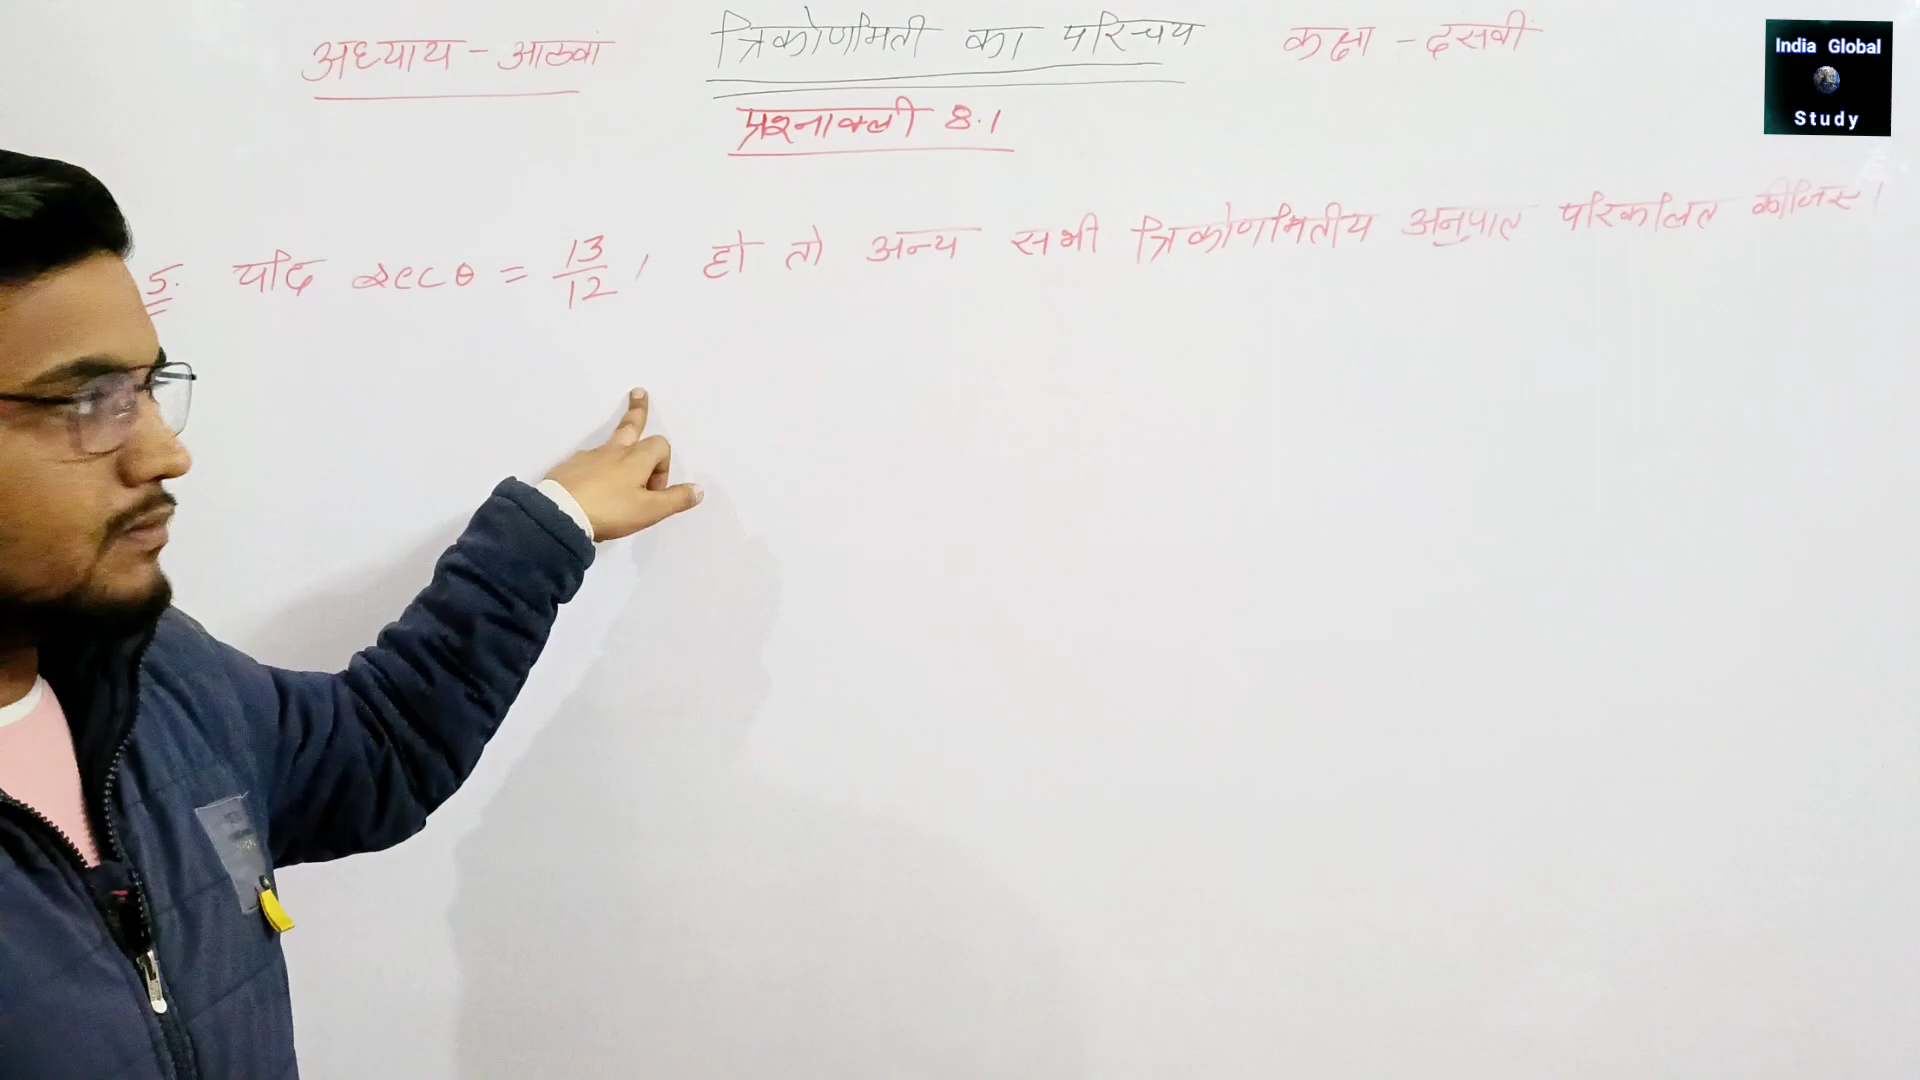 अध्याय - आठवां त्रिकोणमिती का परिचय कक्षा - दसवीं
प्रश्नावली 8.1
5. यदि sec θ = 13/12, हो तो अन्य सभी त्रिकोणमितीय अनुपात परिकलित कीजिए।
India Global
Study